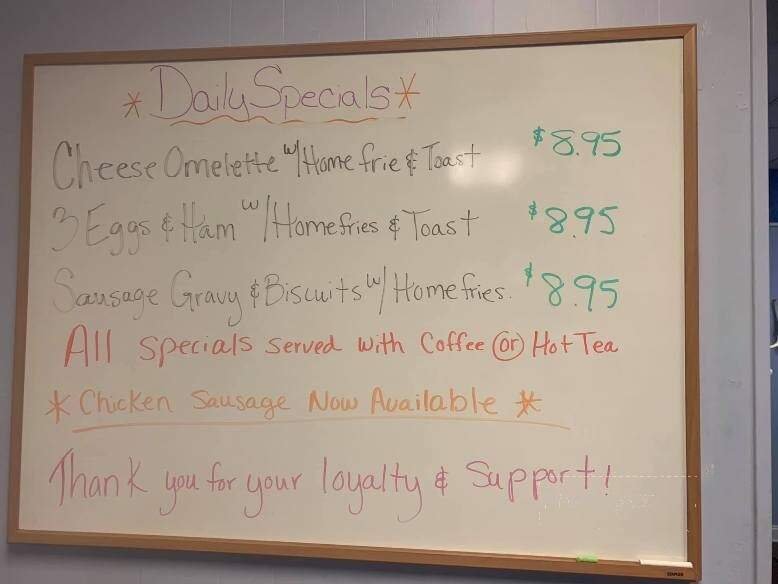 * Daily Specials *
Cheese Omelette w/Home frie & Toast $8.95
3 Eggs & Ham w/Homefries & Toast $8.95
Sausage Gravy & Biscuits w/Homefries. $8.95
All specials served with Coffee or Hot Tea
* Chicken Sausage Now Available *
Thank you for your loyalty & Support!